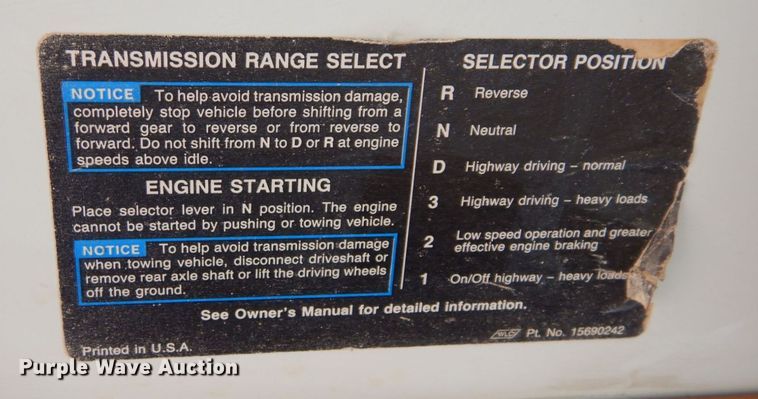 TRANSMISSION RANGE SELECT
NOTICE To help avoid transmission damage,
completely stop vehicle before shifting from a
forward gear to reverse or from reverse to
forward. Do not shift from N to D or R at engine
speeds above idle.
ENGINE STARTING
Place selector lever in N position. The engine
cannot be started by pushing or towing vehicle.
NOTICE To help avoid transmission damage
when towing vehicle, disconnect driveshaft or
remove rear axle shaft or lift the driving wheels
off the ground.
SELECTOR POSITION
R Reverse
N Neutral
D Highway driving – normal
3 Highway driving – heavy loads
2 Low speed operation and greater
effective engine braking
1 On/Off highway – heavy loads
See Owner's Manual for detailed information.
WLG Pt. No. 15690242
Printed in U.S.A.
Purple Wave Auction